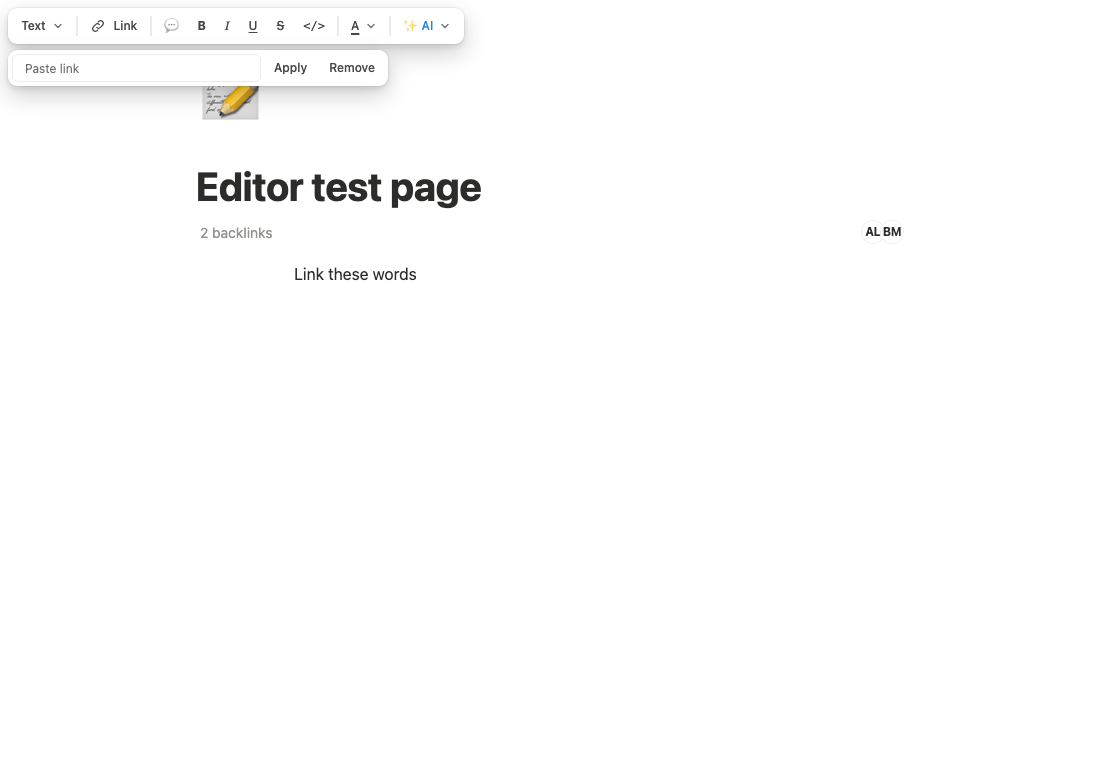 Text Link 💬 B I U S </> A ✨ AI
Paste link Apply Remove
Editor test page
2 backlinks AL BM
Link these words